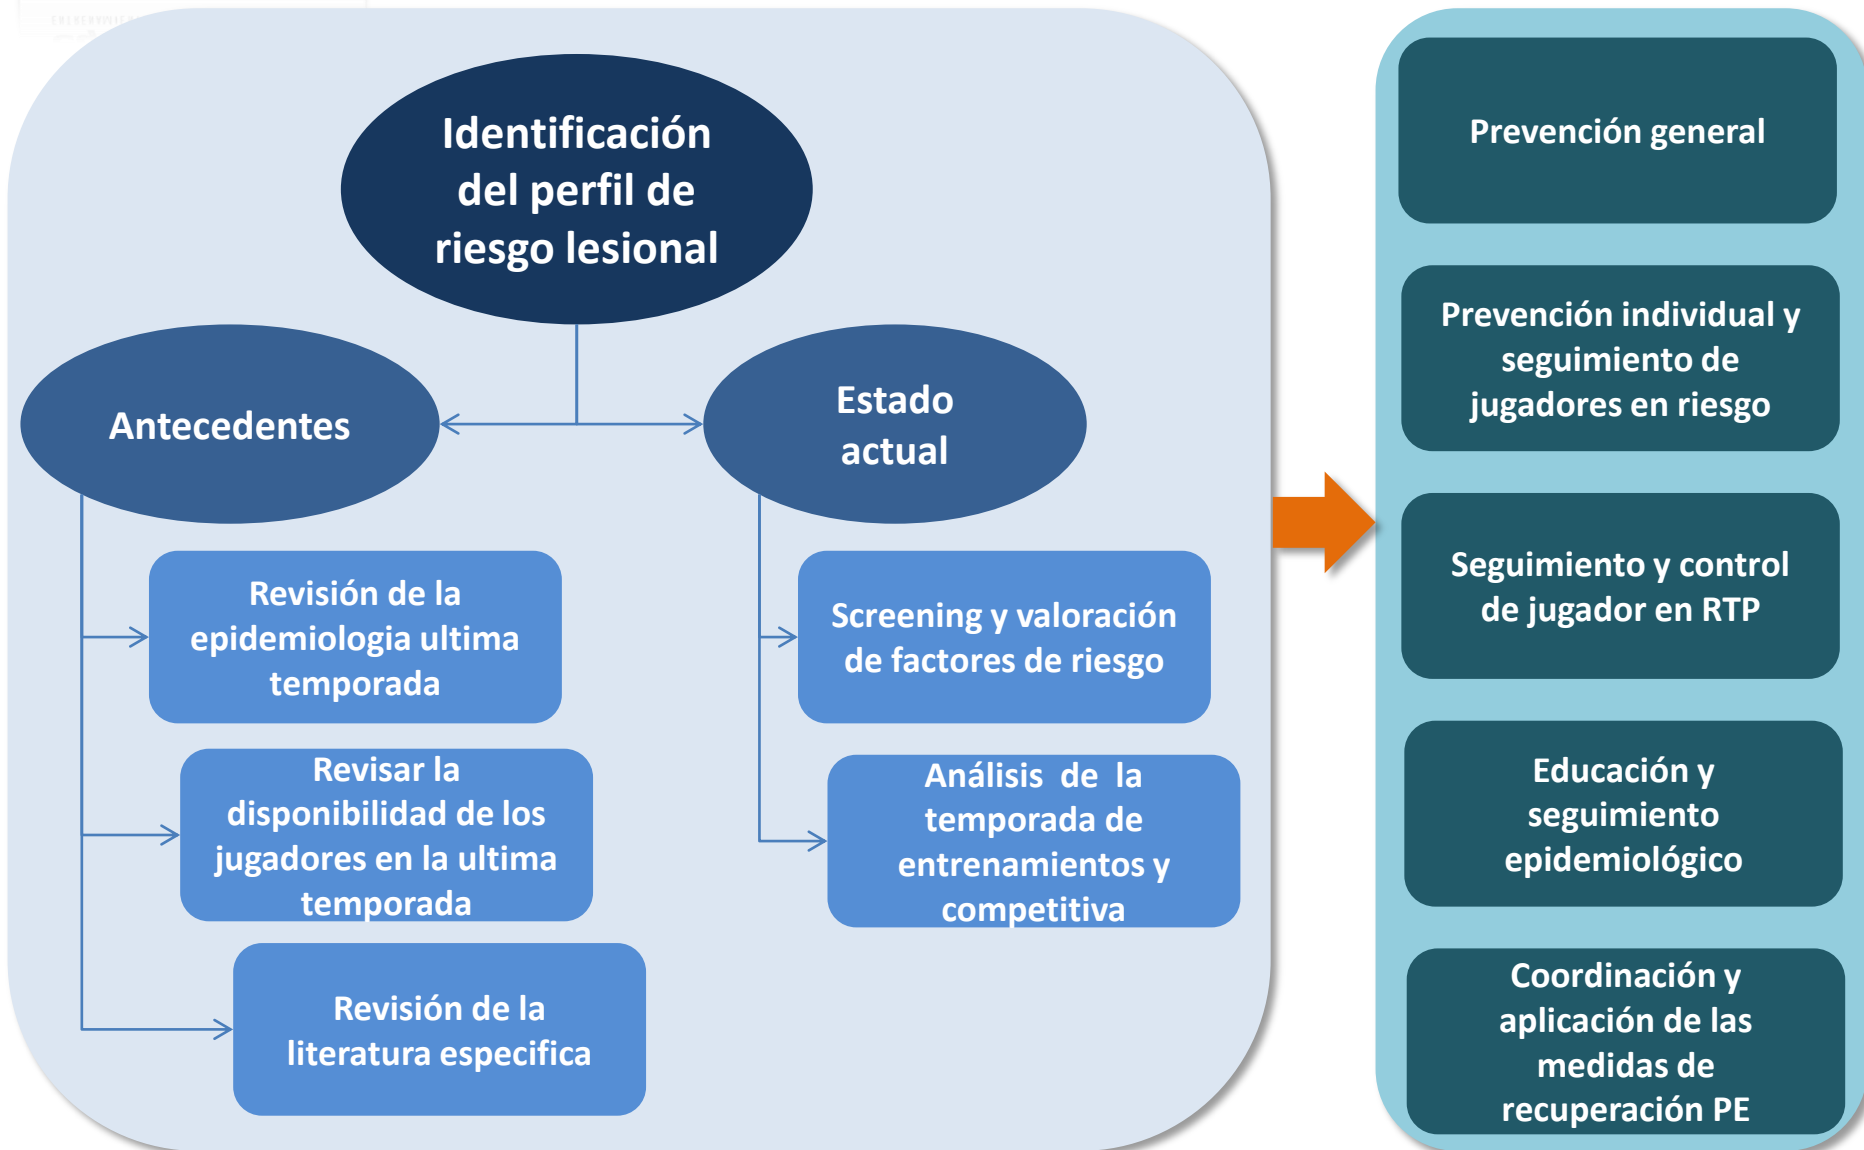 Identificación
del perfil de
riesgo lesional
Antecedentes
Estado
actual
Revisión de la
epidemiologia ultima
temporada
Revisar la
disponibilidad de los
jugadores en la ultima
temporada
Revisión de la
literatura especifica
Screening y valoración
de factores de riesgo
Análisis de la
temporada de
entrenamientos y
competitiva
Prevención general
Prevención individual y
seguimiento de
jugadores en riesgo
Seguimiento y control
de jugador en RTP
Educación y
seguimiento
epidemiológico
Coordinación y
aplicación de las
medidas de
recuperación PE